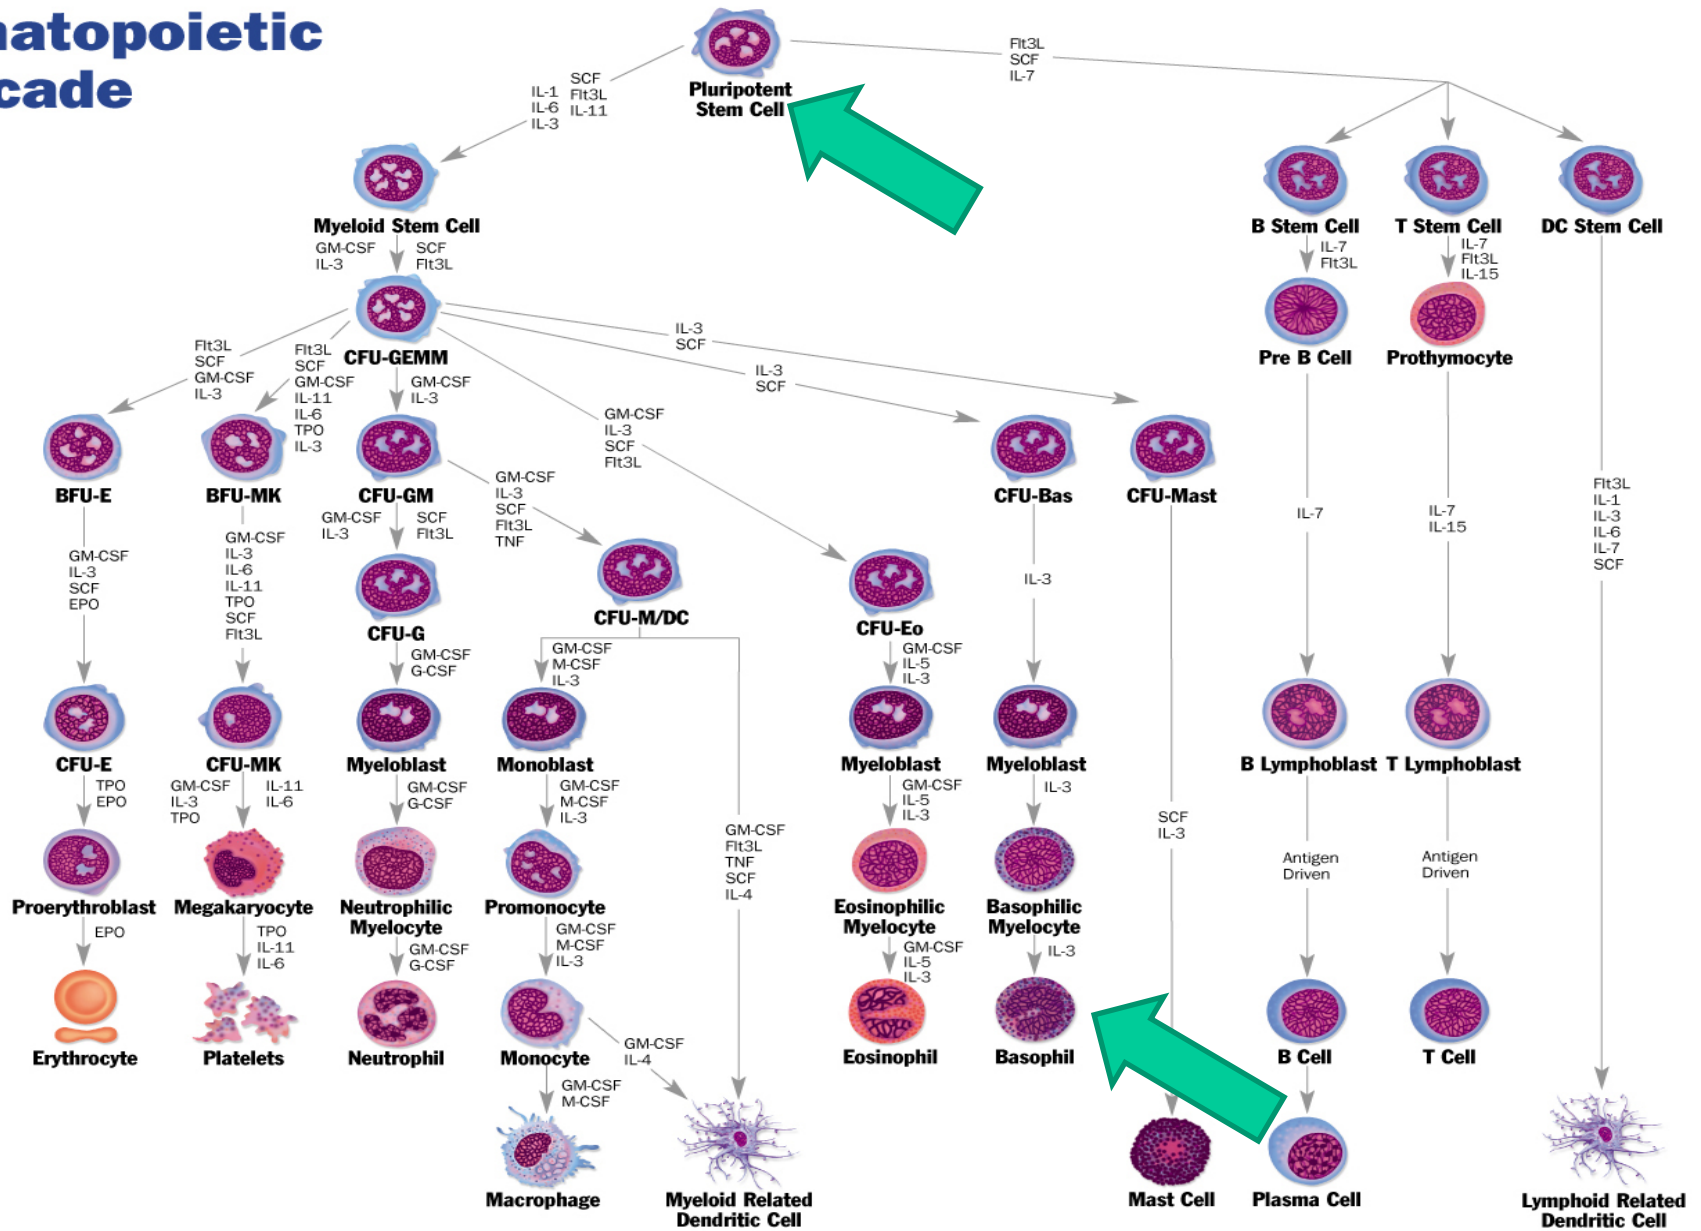 matopoietic
cade
Pluripotent
Stem Cell
Flt3L
SCF
IL-7
SCF
IL-1 Flt3L
IL-6 IL-11
IL-3
Myeloid Stem Cell
B Stem Cell
T Stem Cell
DC Stem Cell
GM-CSF
IL-3
SCF
Flt3L
IL-7
Flt3L
IL-7
Flt3L
IL-15
CFU-GEMM
Pre B Cell
Prothymocyte
Flt3L
SCF
GM-CSF
IL-3
Flt3L
SCF
GM-CSF
IL-11
IL-6
TPO
IL-3
GM-CSF
IL-3
GM-CSF
IL-3
SCF
Flt3L
IL-3
SCF
IL-3
SCF
BFU-E
BFU-MK
CFU-GM
CFU-Bas
CFU-Mast
GM-CSF
IL-3
SCF
EPO
GM-CSF
IL-3
IL-6
IL-11
TPO
SCF
Flt3L
GM-CSF
IL-3
SCF
Flt3L
GM-CSF
IL-3
SCF
Flt3L
TNF
IL-3
IL-7
IL-7
IL-15
Flt3L
IL-1
IL-3
IL-6
IL-7
SCF
CFU-G
CFU-M/DC
CFU-Eo
GM-CSF
G-CSF
GM-CSF
M-CSF
IL-3
GM-CSF
IL-5
IL-3
CFU-E
CFU-MK
Myeloblast
Monoblast
Myeloblast
Myeloblast
B Lymphoblast
T Lymphoblast
TPO
EPO
GM-CSF
IL-3
TPO
IL-11
IL-6
GM-CSF
G-CSF
GM-CSF
M-CSF
IL-3
GM-CSF
Flt3L
TNF
SCF
IL-4
GM-CSF
IL-5
IL-3
IL-3
SCF
IL-3
Antigen
Driven
Antigen
Driven
Proerythroblast
Megakaryocyte
Neutrophilic
Myelocyte
Promonocyte
Eosinophilic
Myelocyte
Basophilic
Myelocyte
EPO
TPO
IL-11
IL-6
GM-CSF
G-CSF
GM-CSF
M-CSF
IL-3
GM-CSF
IL-5
IL-3
IL-3
Erythrocyte
Platelets
Neutrophil
Monocyte
Eosinophil
Basophil
B Cell
T Cell
GM-CSF
IL-4
GM-CSF
M-CSF
Macrophage
Myeloid Related
Dendritic Cell
Mast Cell
Plasma Cell
Lymphoid Related
Dendritic Cell